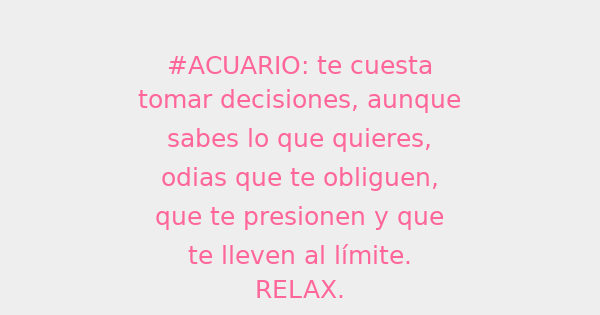 #ACUARIO: te cuesta
tomar decisiones, aunque
sabes lo que quieres,
odias que te obliguen,
que te presionen y que
te lleven al límite.
RELAX.